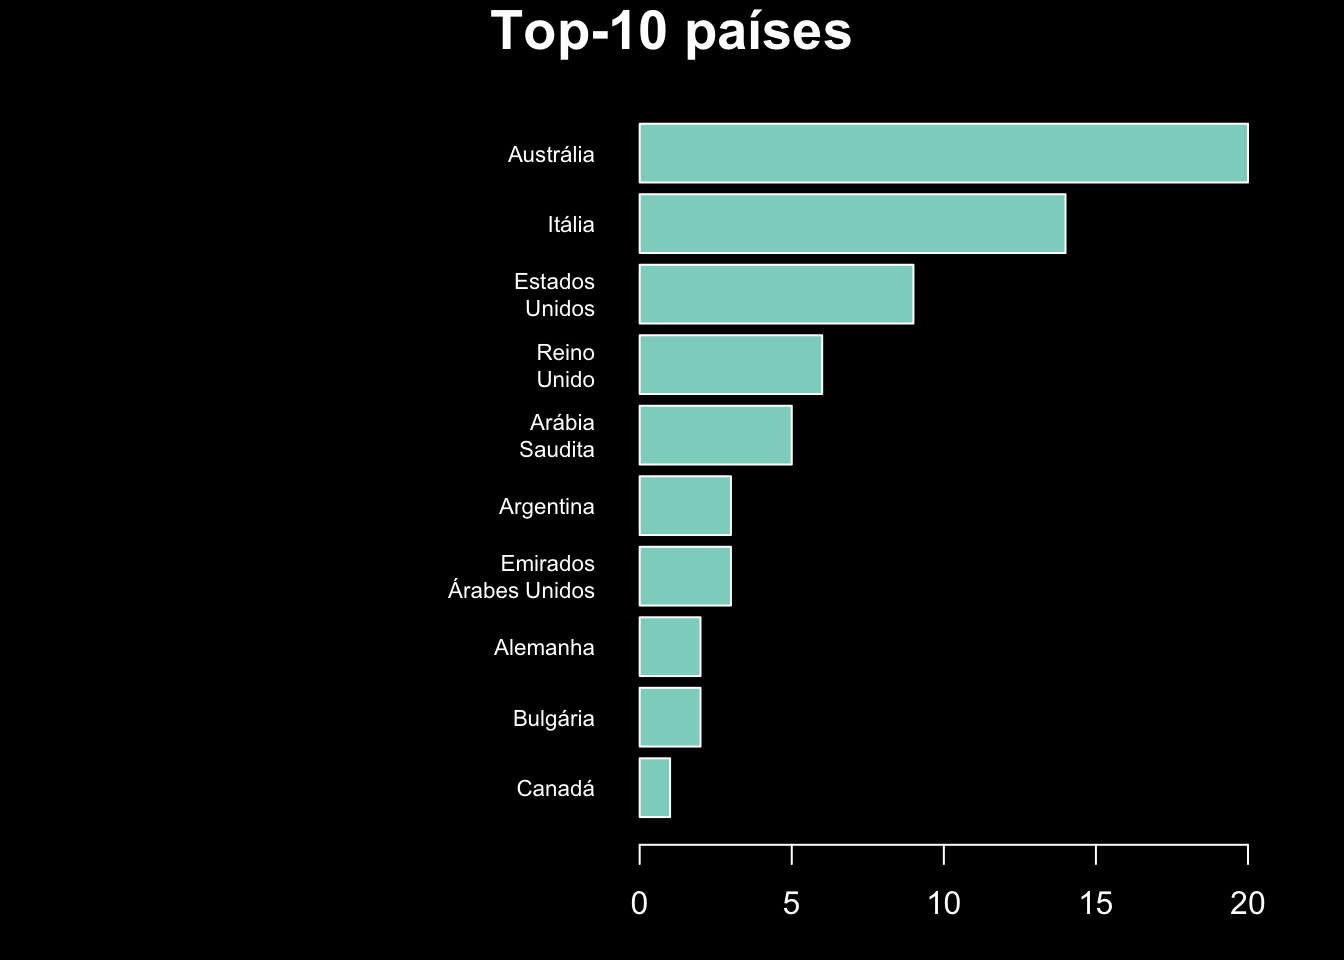 Top-10 países
Austrália
Itália
Estados
Unidos
Reino
Unido
Arábia
Saudita
Argentina
Emirados
Árabes Unidos
Alemanha
Bulgária
Canadá
0 5 10 15 20